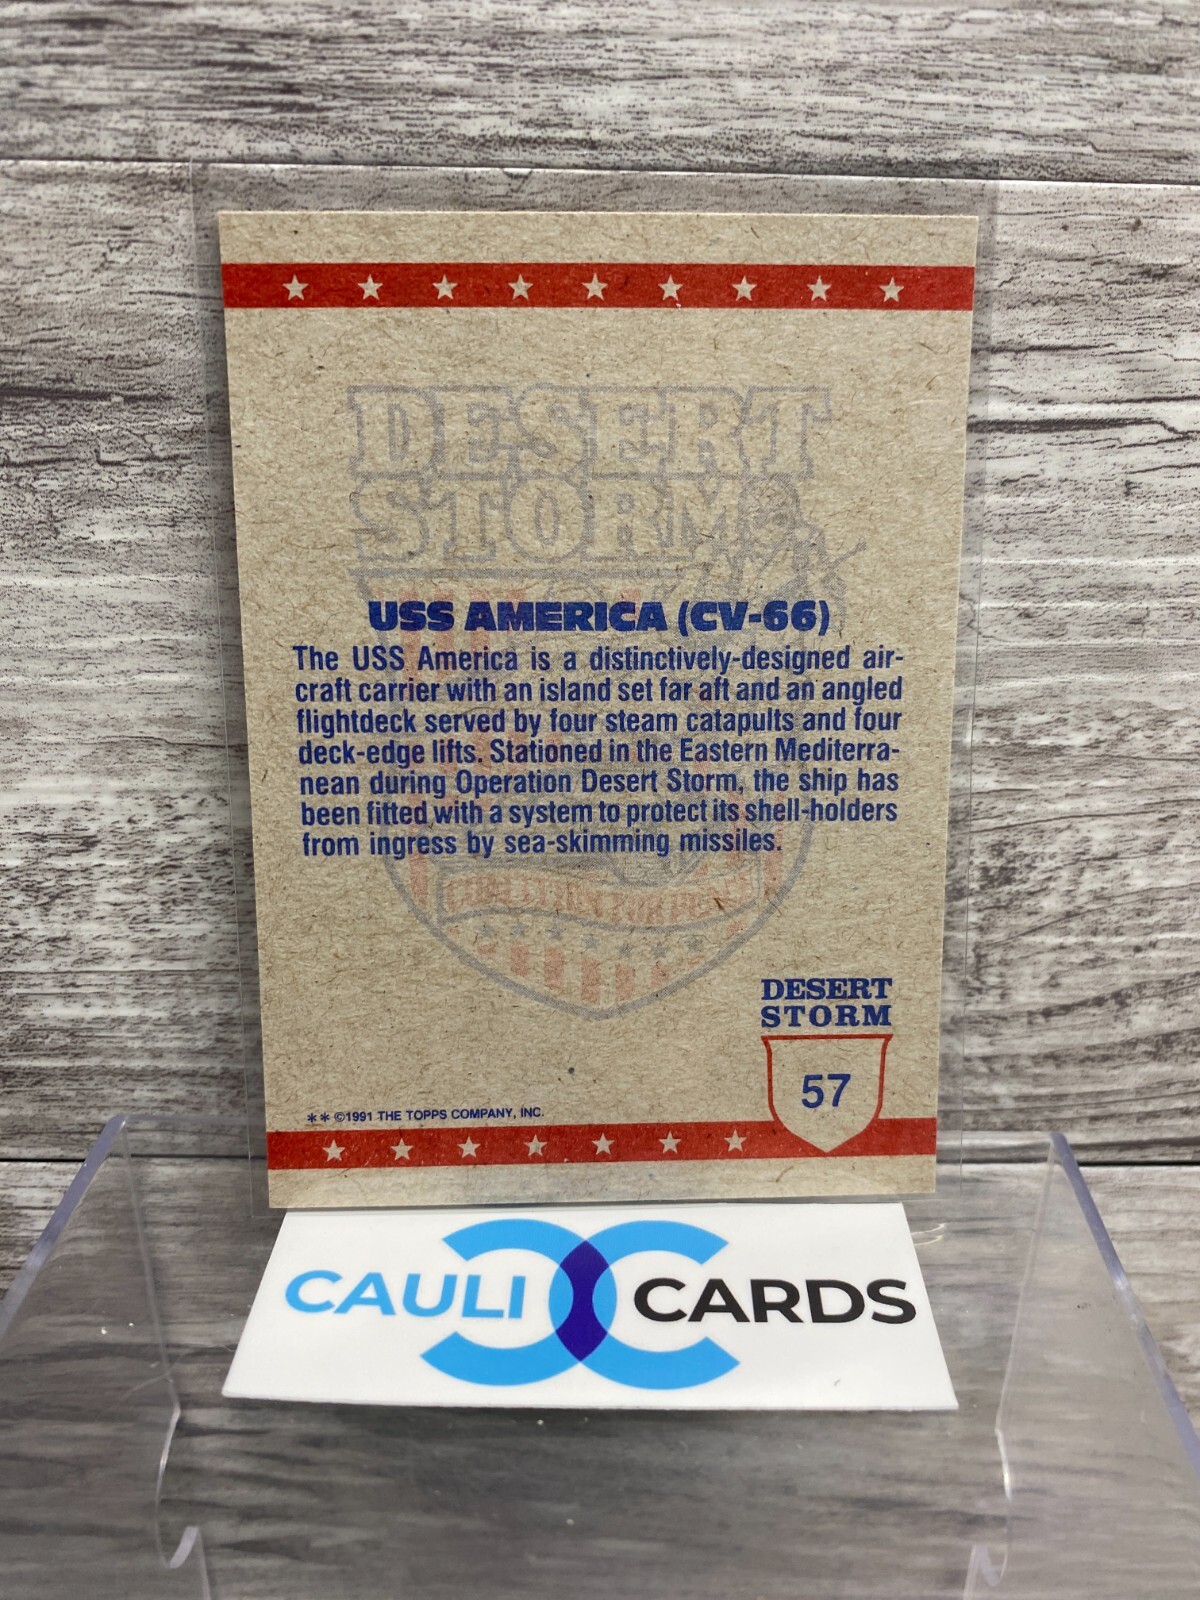 DESERT
STORM
USS AMERICA (CV-66)
The USS America is a distinctively-designed air-
craft carrier with an island set far aft and an angled
flightdeck served by four steam catapults and four
deck-edge lifts. Stationed in the Eastern Mediterra-
nean during Operation Desert Storm, the ship has
been fitted with a system to protect its shell-holders
from ingress by sea-skimming missiles.
COALITION FOR PEACE
DESERT
STORM
57
** ©1991 THE TOPPS COMPANY, INC.
CAULI CARDS